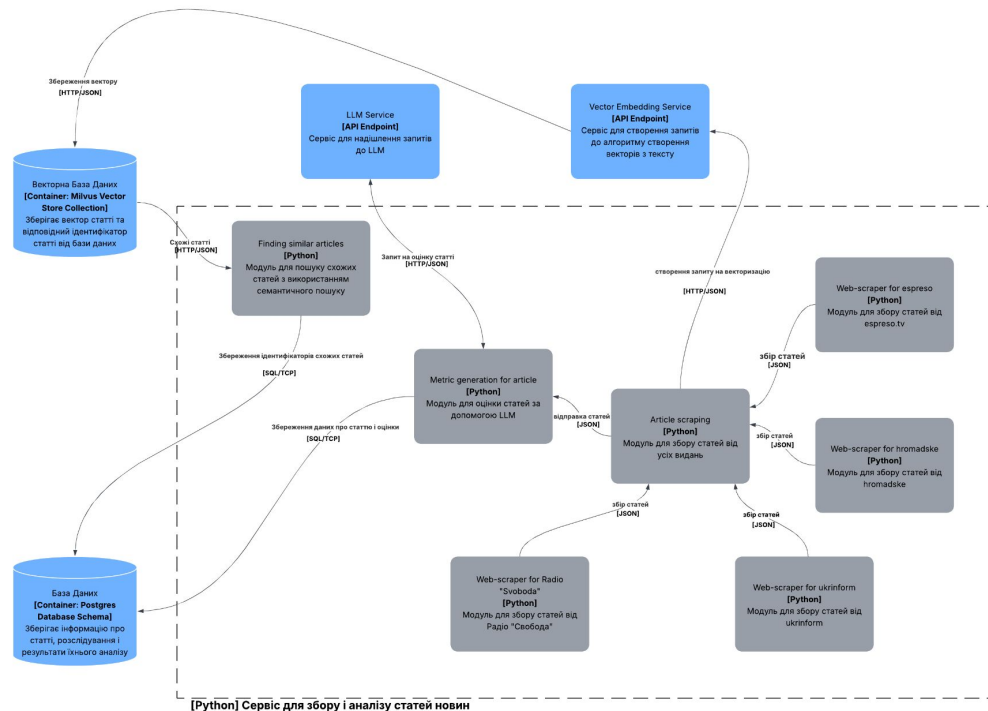 Збереження вектору
[HTTP/JSON]
LLM Service
[API Endpoint]
Сервіс для надішлення запитів
до LLM
Vector Embedding Service
[API Endpoint]
Сервіс для створення запитів
до алгоритму створення
векторів з тексту
Векторна База Даних
[Container: Milvus Vector
Store Collection]
Зберігає вектор статті та
відповідний ідентифікатор
статті від бази даних
Схожі статті
[HTTP/JSON]
Finding similar articles
[Python]
Модуль для пошуку схожих
статей з використанням
семантичного пошуку
Запит на оцінку статті
[HTTP/JSON]
створення запиту на векторизацію
[HTTP/JSON]
Web-scraper for espreso
[Python]
Модуль для збору статей від
espreso.tv
Збереження ідентифікаторів схожих статей
[SQL/TCP]
збір статей
[JSON]
Metric generation for article
[Python]
Модуль для оцінки статей за
допомогою LLM
відправка статей
[JSON]
Article scraping
[Python]
Модуль для збору статей від
усіх видань
Збереження даних про статтю і оцінки
[SQL/TCP]
збір статей
[JSON]
Web-scraper for hromadske
[Python]
Модуль для збору статей від
hromadske
збір статей
[JSON]
збір статей
[JSON]
База Даних
[Container: Postgres
Database Schema]
Зберігає інформацію про
статті, розслідування і
результати їхнього аналізу
Web-scraper for Radio
"Svoboda"
[Python]
Модуль для збору статей від
Радіо "Свобода"
Web-scraper for ukrinform
[Python]
Модуль для збору статей від
ukrinform
[Python] Сервіс для збору і аналізу статей новин